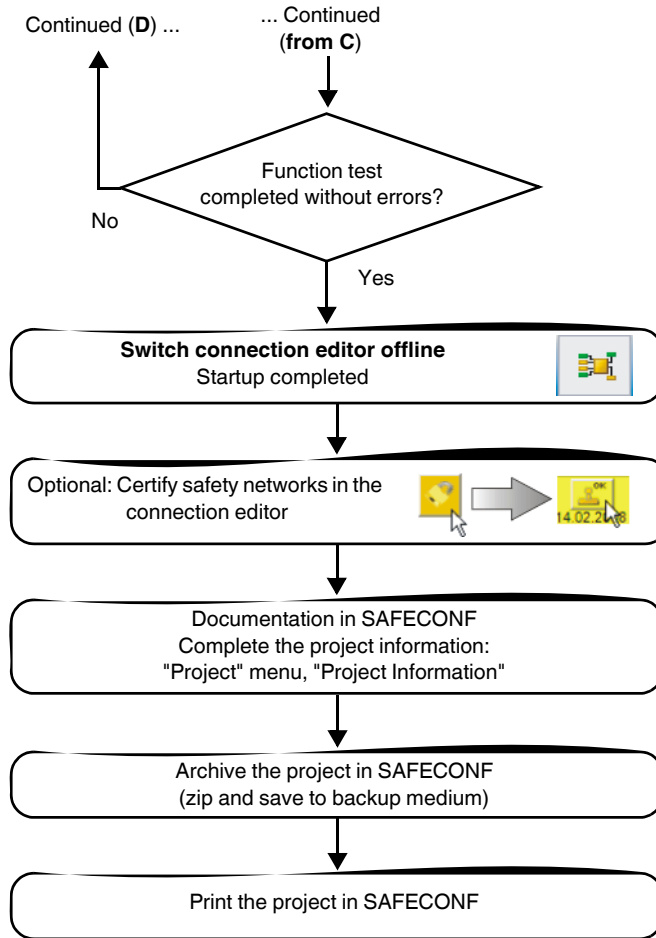 Continued (D) ...
... Continued
(from C)
Function test
completed without errors?
No
Yes
Switch connection editor offline
Startup completed
Optional: Certify safety networks in the
connection editor
OK
Documentation in SAFECONF
Complete the project information:
"Project" menu, "Project Information"
Archive the project in SAFECONF
(zip and save to backup medium)
Print the project in SAFECONF